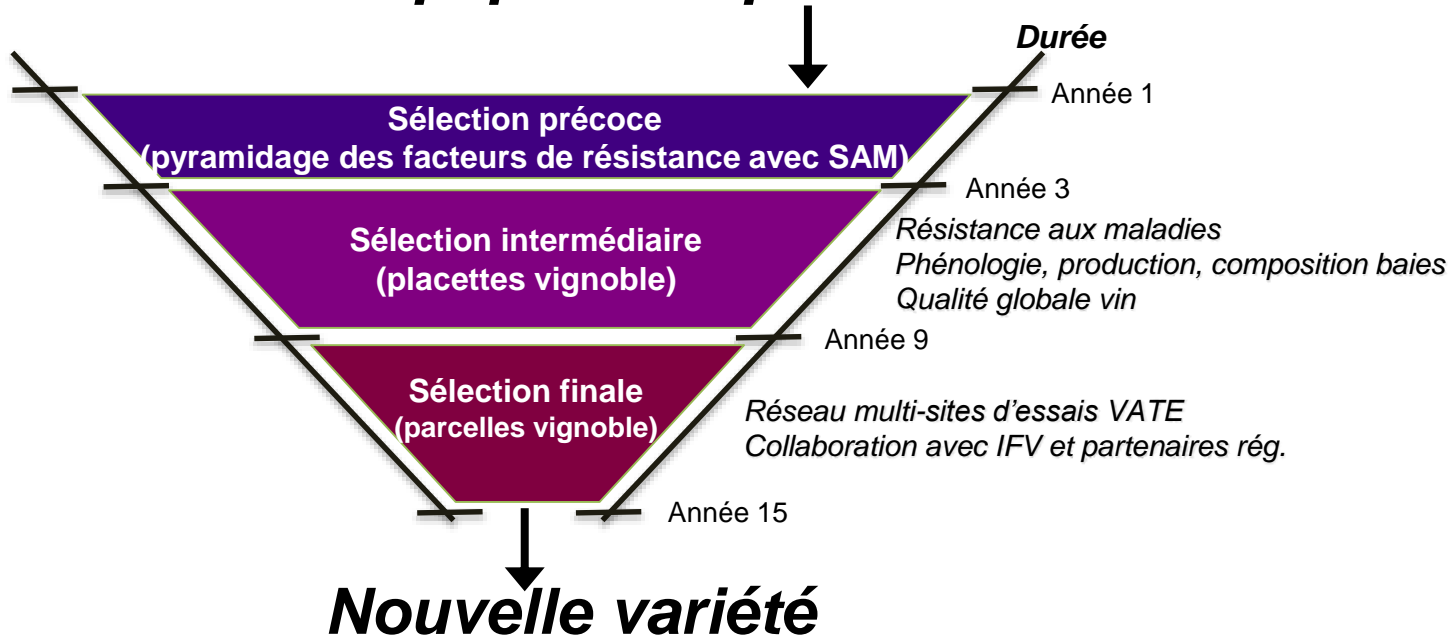 Durée
Année 1
Sélection précoce
(pyramidage des facteurs de résistance avec SAM)
Année 3
Sélection intermédiaire
(placettes vignoble)
Résistance aux maladies
Phénologie, production, composition baies
Qualité globale vin
Année 9
Sélection finale
(parcelles vignoble)
Réseau multi-sites d'essais VATE
Collaboration avec IFV et partenaires rég.
Année 15
Nouvelle variété